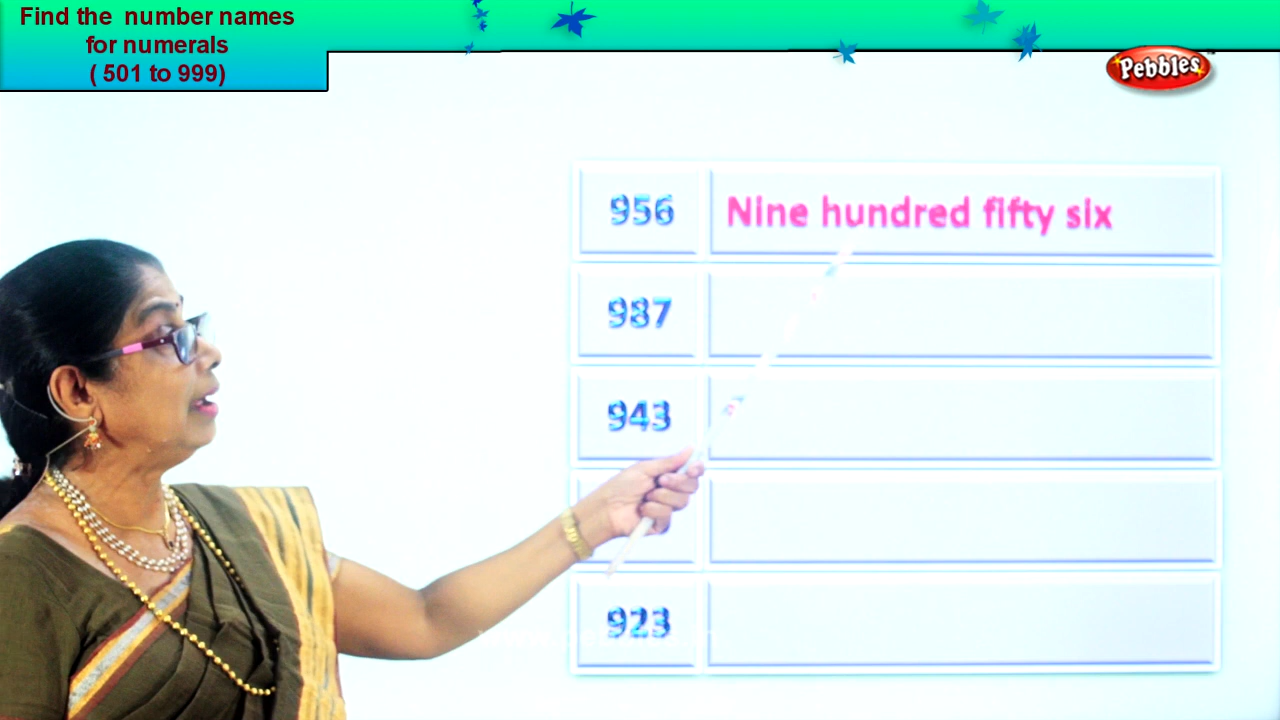 Find the number names
for numerals
( 501 to 999)
Pebbles
956 Nine hundred fifty six
987
943
923